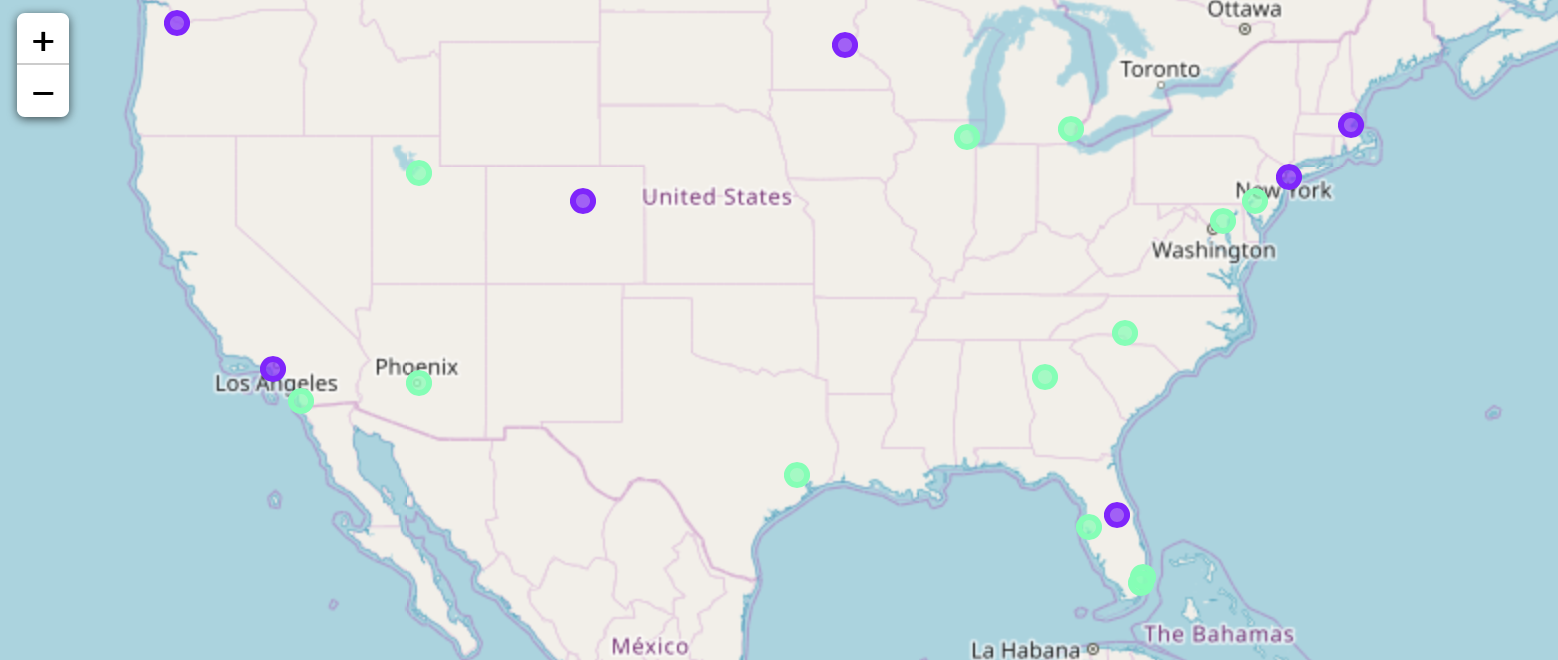 +
−
Ottawa
Toronto
United States
New York
Washington
Los Angeles
Phoenix
México
La Habana
The Bahamas